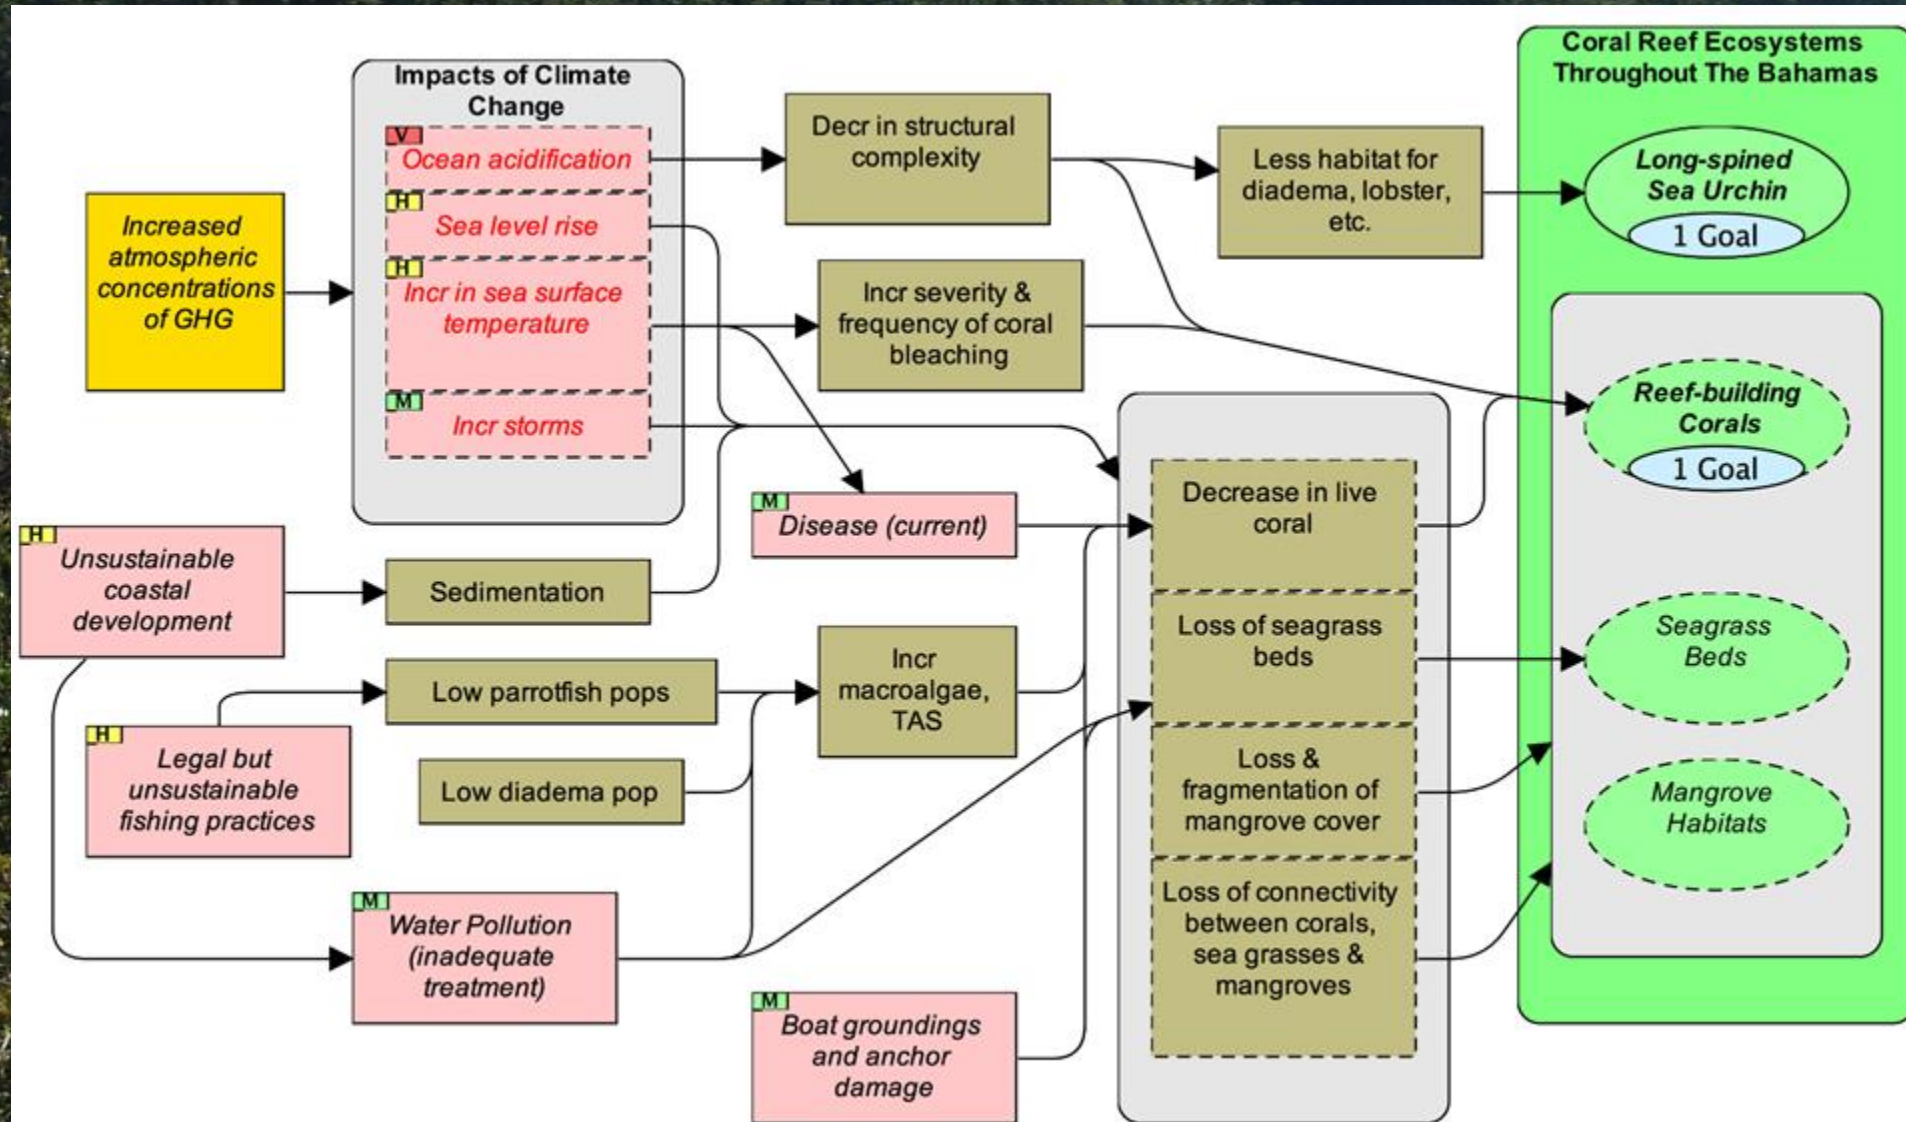 Increased
atmospheric
concentrations
of GHG
Impacts of Climate
Change
V
Ocean acidification
H
Sea level rise
H
Incr in sea surface
temperature
M
Incr storms
Decr in structural
complexity
Less habitat for
diadema, lobster,
etc.
Incr severity &
frequency of coral
bleaching
H
Unsustainable
coastal
development
Sedimentation
M
Disease (current)
H
Legal but
unsustainable
fishing practices
Low parrotfish pops
Low diadema pop
Incr
macroalgae,
TAS
M
Water Pollution
(inadequate
treatment)
M
Boat groundings
and anchor
damage
Decrease in live
coral
Loss of seagrass
beds
Loss &
fragmentation of
mangrove cover
Loss of connectivity
between corals,
sea grasses &
mangroves
Coral Reef Ecosystems
Throughout The Bahamas
Long-spined
Sea Urchin
1 Goal
Reef-building
Corals
1 Goal
Seagrass
Beds
Mangrove
Habitats